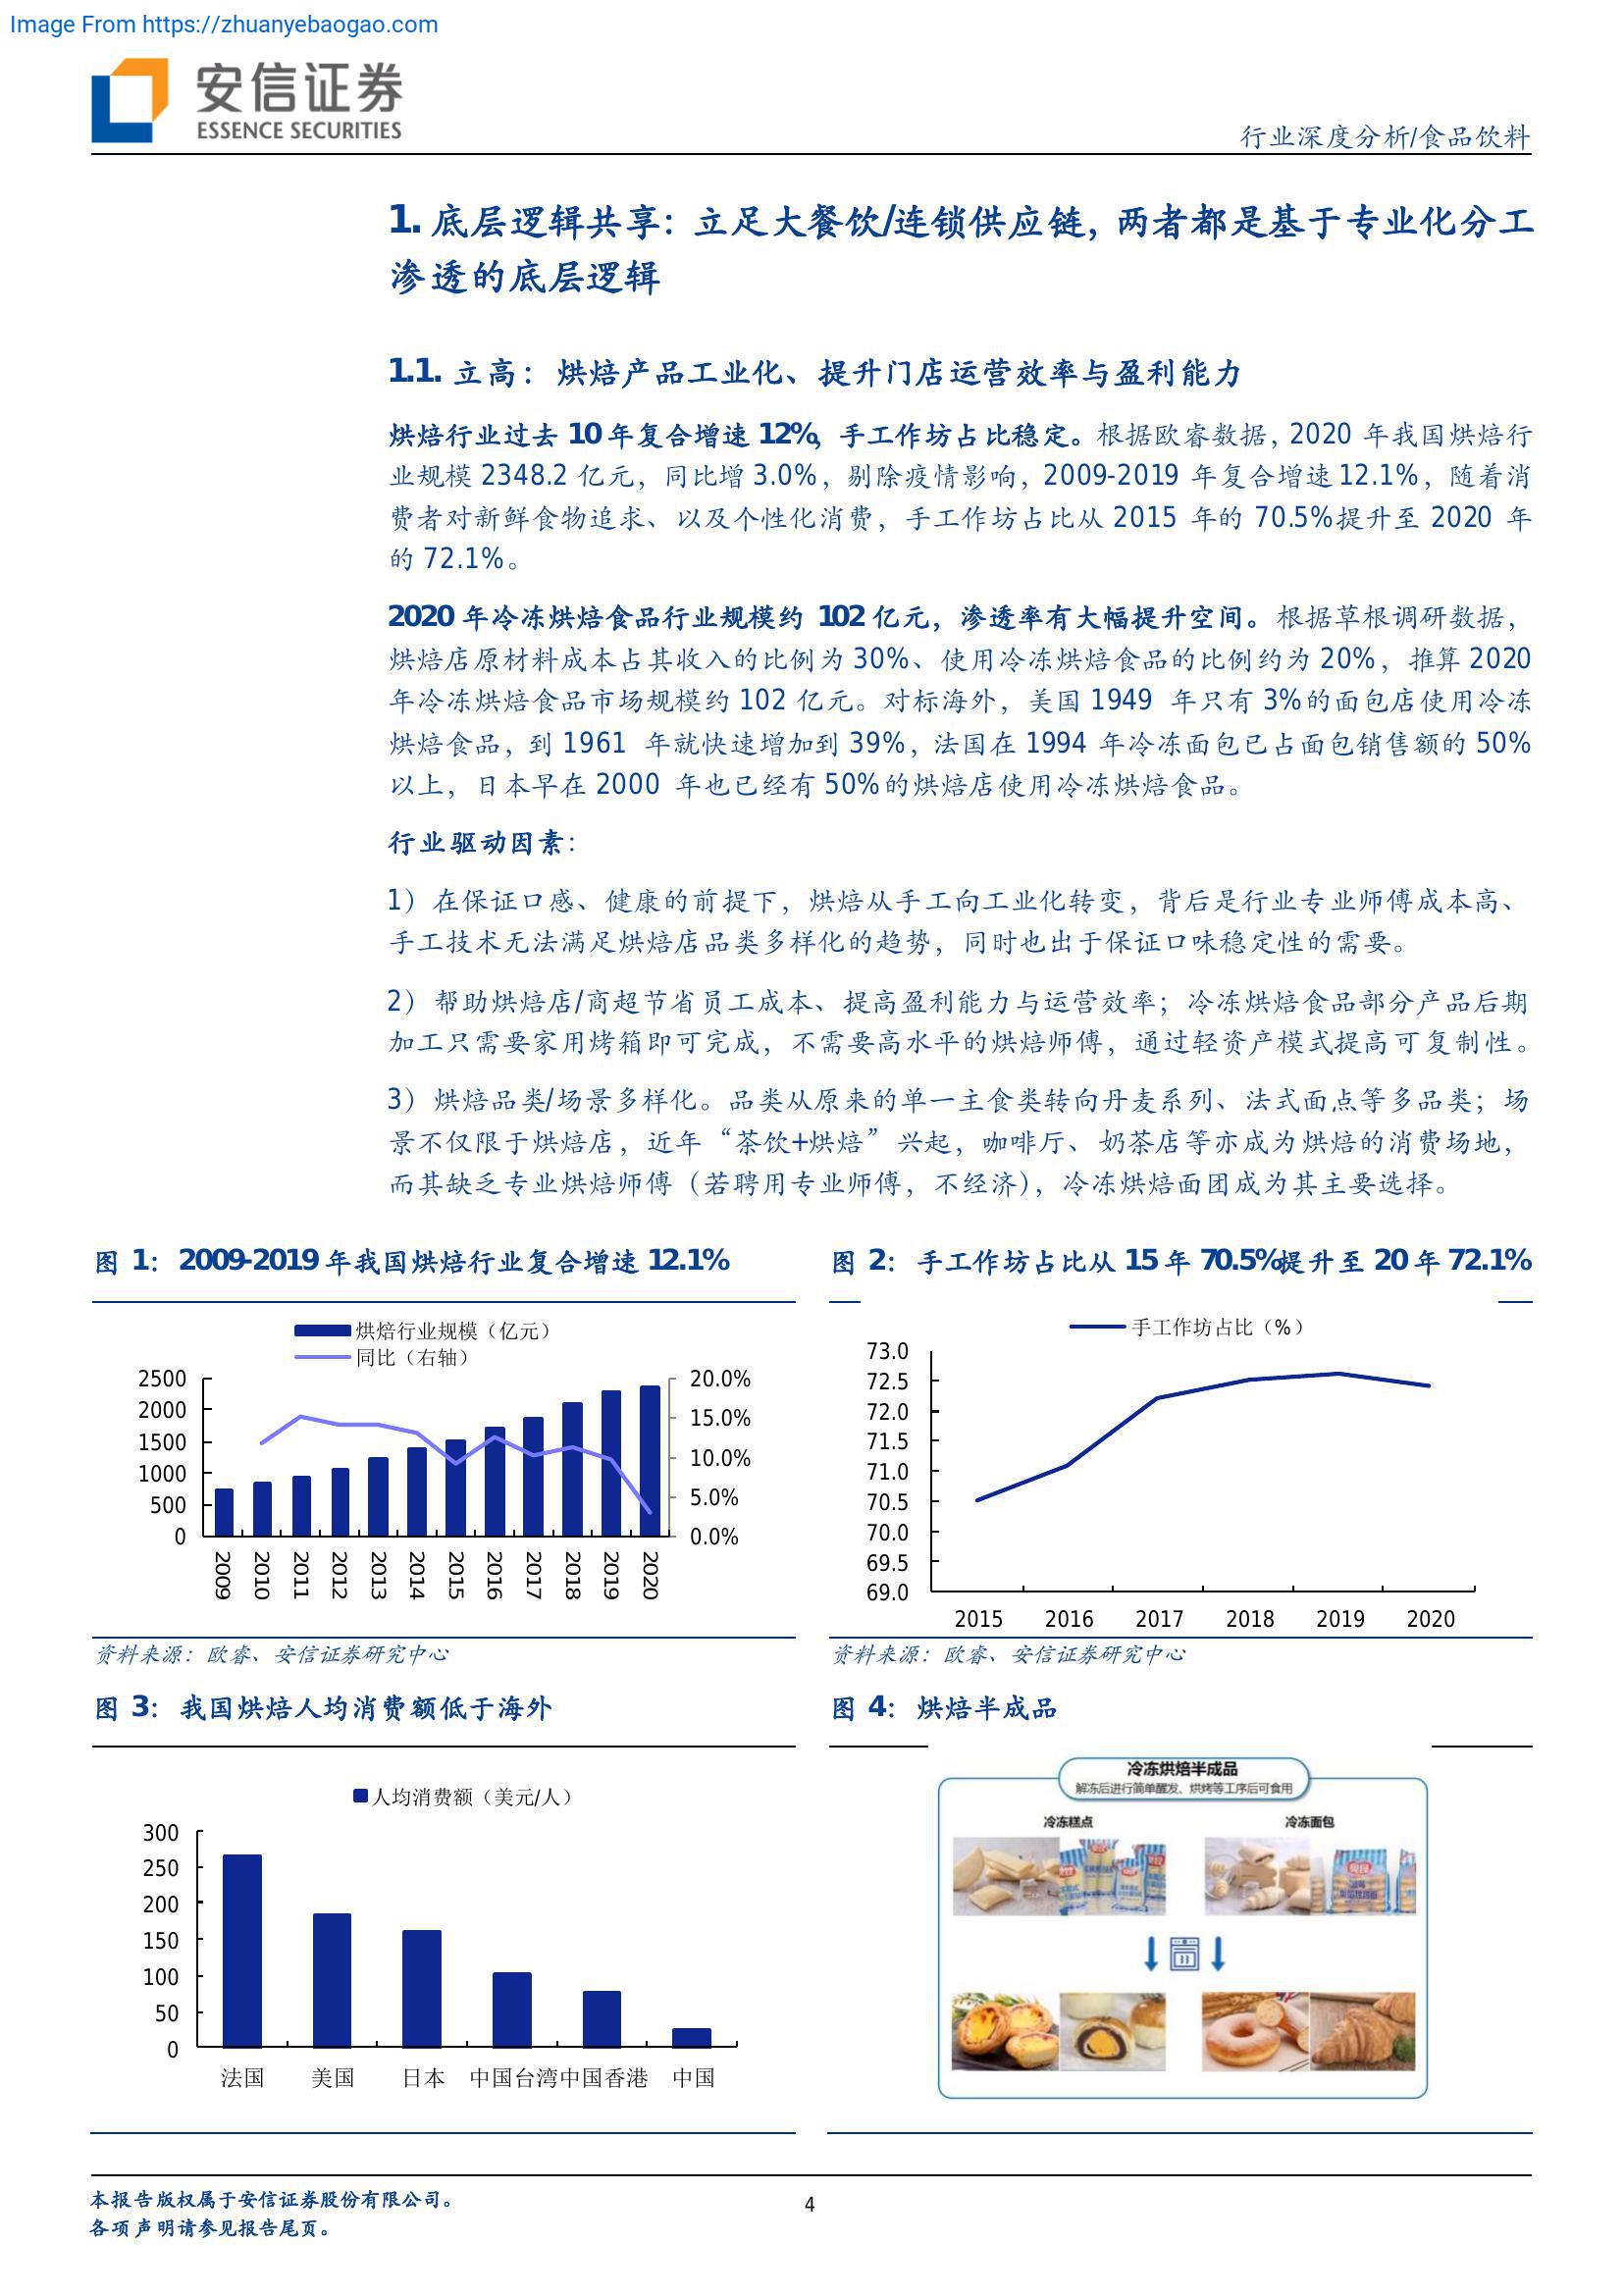 Image From https://zhuanyebaogao.com
安信证券
ESSENCE SECURITIES
行业深度分析/食品饮料
1. 底层逻辑共享：立足大餐饮/连锁供应链，两者都是基于专业化分工
渗透的底层逻辑
1.1. 立高：烘焙产品工业化、提升门店运营效率与盈利能力
烘焙行业过去 10 年复合增速 12%，手工作坊占比稳定。根据欧睿数据，2020 年我国烘焙行
业规模 2348.2 亿元，同比增 3.0%，剔除疫情影响，2009-2019 年复合增速 12.1%，随着消
费者对新鲜食物追求、以及个性化消费，手工作坊占比从 2015 年的 70.5%提升至 2020 年
的 72.1%。
2020 年冷冻烘焙食品行业规模约 102 亿元，渗透率有大幅提升空间。根据草根调研数据，
烘焙店原材料成本占其收入的比例为 30%、使用冷冻烘焙食品的比例约为 20%，推算 2020
年冷冻烘焙食品市场规模约 102 亿元。对标海外，美国 1949 年只有 3%的面包店使用冷冻
烘焙食品，到 1961 年就快速增加到 39%，法国在 1994 年冷冻面包已占面包销售额的 50%
以上，日本早在 2000 年也已经有 50%的烘焙店使用冷冻烘焙食品。
行业驱动因素：
1）在保证口感、健康的前提下，烘焙从手工向工业化转变，背后是行业专业师傅成本高、
手工技术无法满足烘焙店品类多样化的趋势，同时也出于保证口味稳定性的需要。
2）帮助烘焙店/商超节省员工成本、提高盈利能力与运营效率；冷冻烘焙食品部分产品后期
加工只需要家用烤箱即可完成，不需要高水平的烘焙师傅，通过轻资产模式提高可复制性。
3）烘焙品类/场景多样化。品类从原来的单一主食类转向丹麦系列、法式面点等多品类；场
景不仅限于烘焙店，近年“茶饮+烘焙”兴起，咖啡厅、奶茶店等亦成为烘焙的消费场地，
而其缺乏专业烘焙师傅（若聘用专业师傅，不经济），冷冻烘焙面团成为其主要选择。
图 1：2009-2019 年我国烘焙行业复合增速 12.1%
烘焙行业规模（亿元）
同比（右轴）
2500
2000
1500
1000
500
0
20.0%
15.0%
10.0%
5.0%
0.0%
2009 2010 2011 2012 2013 2014 2015 2016 2017 2018 2019 2020
资料来源：欧睿、安信证券研究中心
图 2：手工作坊占比从 15 年 70.5%提升至 20 年 72.1%
手工作坊占比（%）
73.0
72.5
72.0
71.5
71.0
70.5
70.0
69.5
69.0
2015 2016 2017 2018 2019 2020
资料来源：欧睿、安信证券研究中心
图 3：我国烘焙人均消费额低于海外
人均消费额（美元/人）
300
250
200
150
100
50
0
法国 美国 日本 中国台湾 中国香港 中国
图 4：烘焙半成品
冷冻烘焙半成品
解冻后进行简单醒发、烘烤等工序后可食用
冷冻糕点 冷冻面包
本报告版权属于安信证券股份有限公司。
各项声明请参见报告尾页。
4